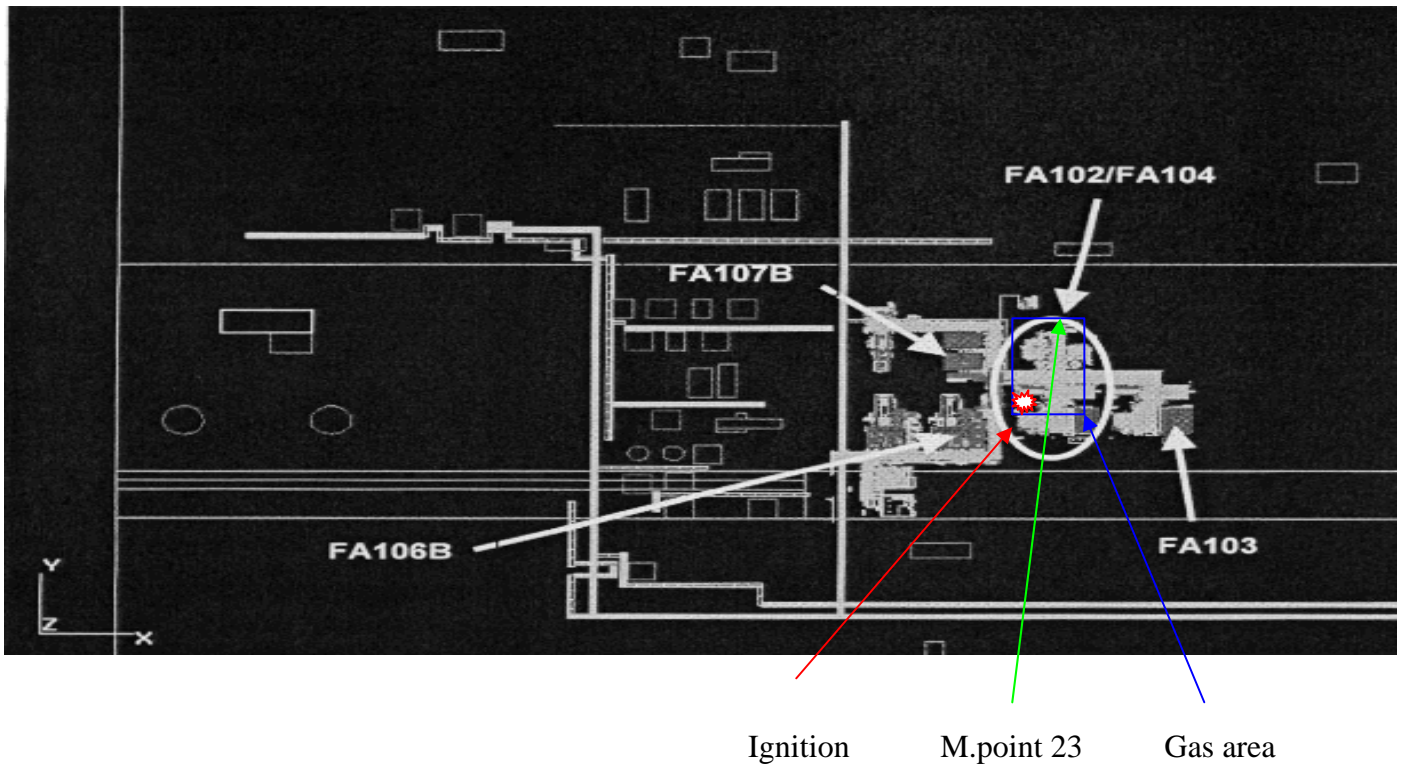 FA102/FA104
FA107B
FA106B
FA103
Y
Z
X
Ignition
M.point 23
Gas area